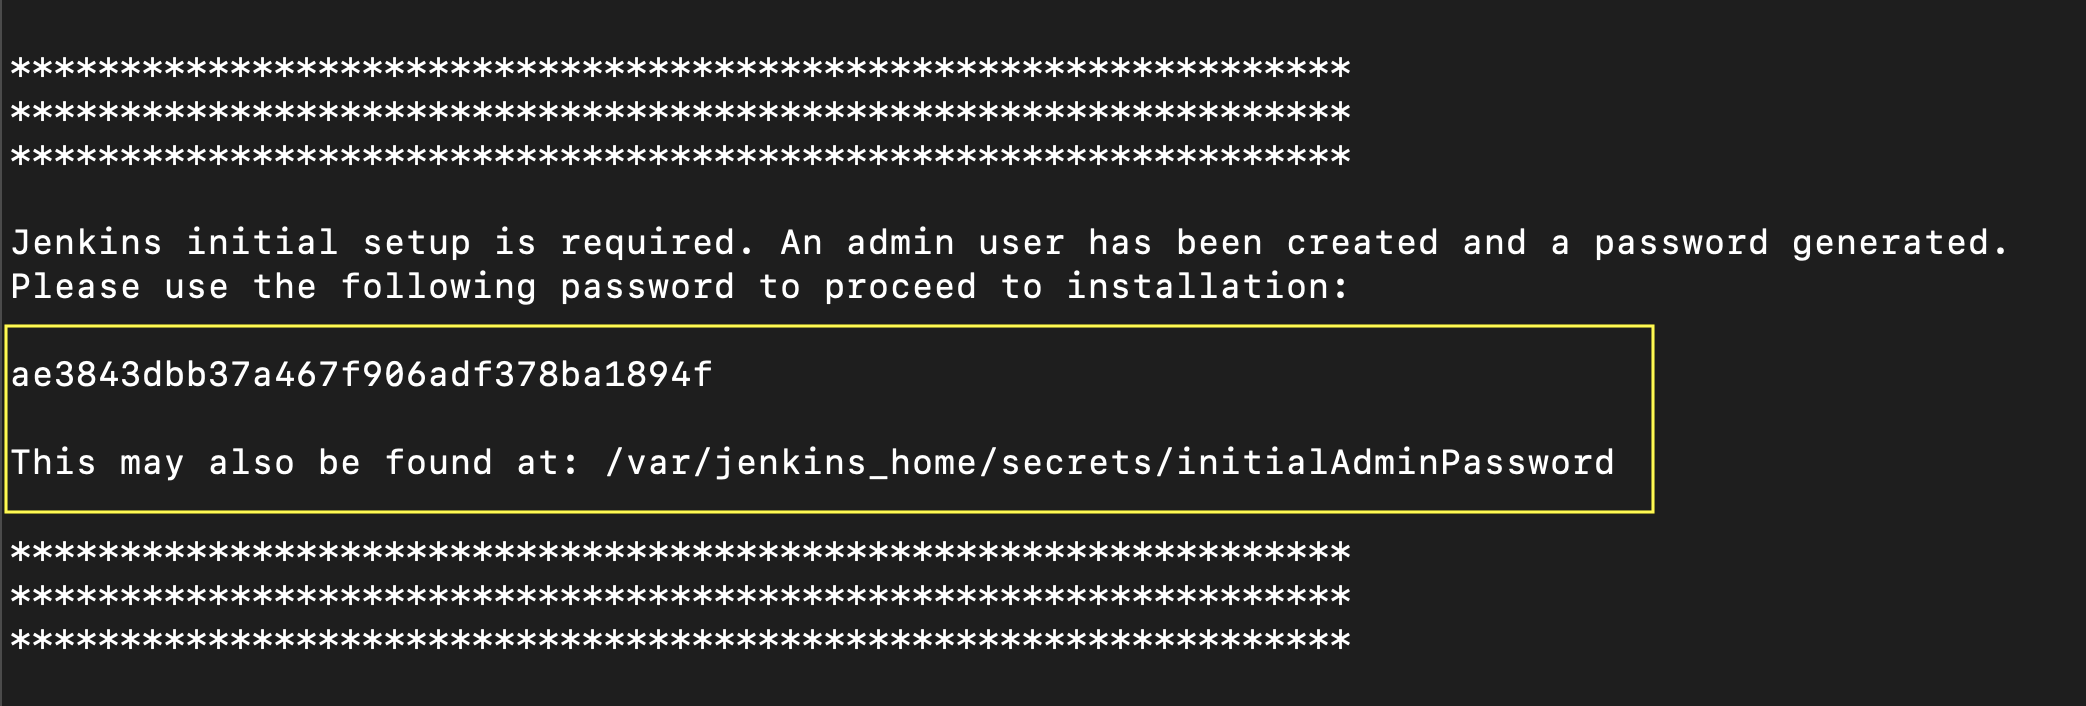 *************************************************************
*************************************************************
*************************************************************
Jenkins initial setup is required. An admin user has been created and a password generated.
Please use the following password to proceed to installation:
ae3843dbb37a467f906adf378ba1894f
This may also be found at: /var/jenkins_home/secrets/initialAdminPassword
*************************************************************
*************************************************************
*************************************************************